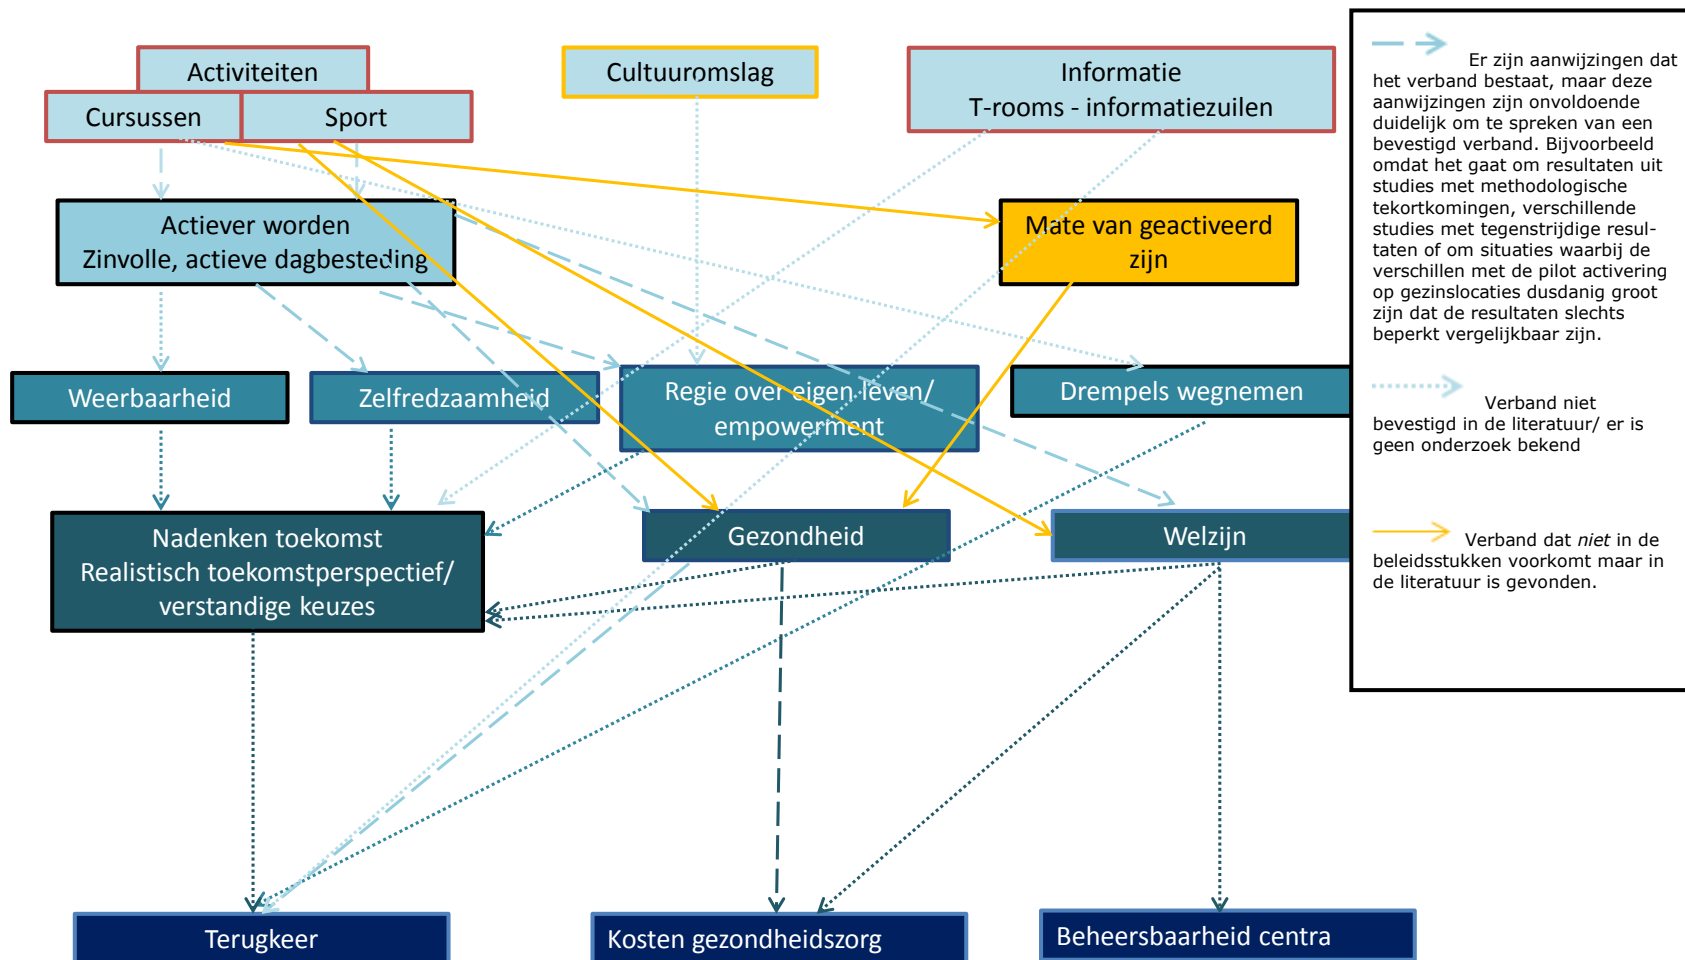 Activiteiten
Cursussen
Sport
Cultuuromslag
Informatie
T-rooms - informatiezuilen
Actiever worden
Zinvolle, actieve dagbesteding
Mate van geactiveerd
zijn
Weerbaarheid
Zelfredzaamheid
Regie over eigen leven/
empowerment
Drempels wegnemen
Nadenken toekomst
Realistisch toekomstperspectief/
verstandige keuzes
Gezondheid
Welzijn
Terugkeer
Kosten gezondheidszorg
Beheersbaarheid centra
Er zijn aanwijzingen dat
het verband bestaat, maar deze
aanwijzingen zijn onvoldoende
duidelijk om te spreken van een
bevestigd verband. Bijvoorbeeld
omdat het gaat om resultaten uit
studies met methodologische
tekortkomingen, verschillende
studies met tegenstrijdige resul-
taten of om situaties waarbij de
verschillen met de pilot activering
op gezinslocaties dusdanig groot
zijn dat de resultaten slechts
beperkt vergelijkbaar zijn.
Verband niet
bevestigd in de literatuur/ er is
geen onderzoek bekend
Verband dat niet in de
beleidsstukken voorkomt maar in
de literatuur is gevonden.